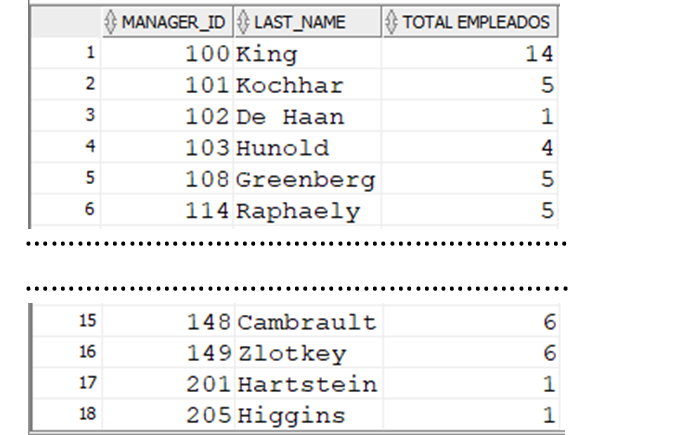 MANAGER_ID LAST_NAME TOTAL EMPLEADOS
1 100 King 14
2 101 Kochhar 5
3 102 De Haan 1
4 103 Hunold 4
5 108 Greenberg 5
6 114 Raphaely 5
15 148 Cambrault 6
16 149 Zlotkey 6
17 201 Hartstein 1
18 205 Higgins 1